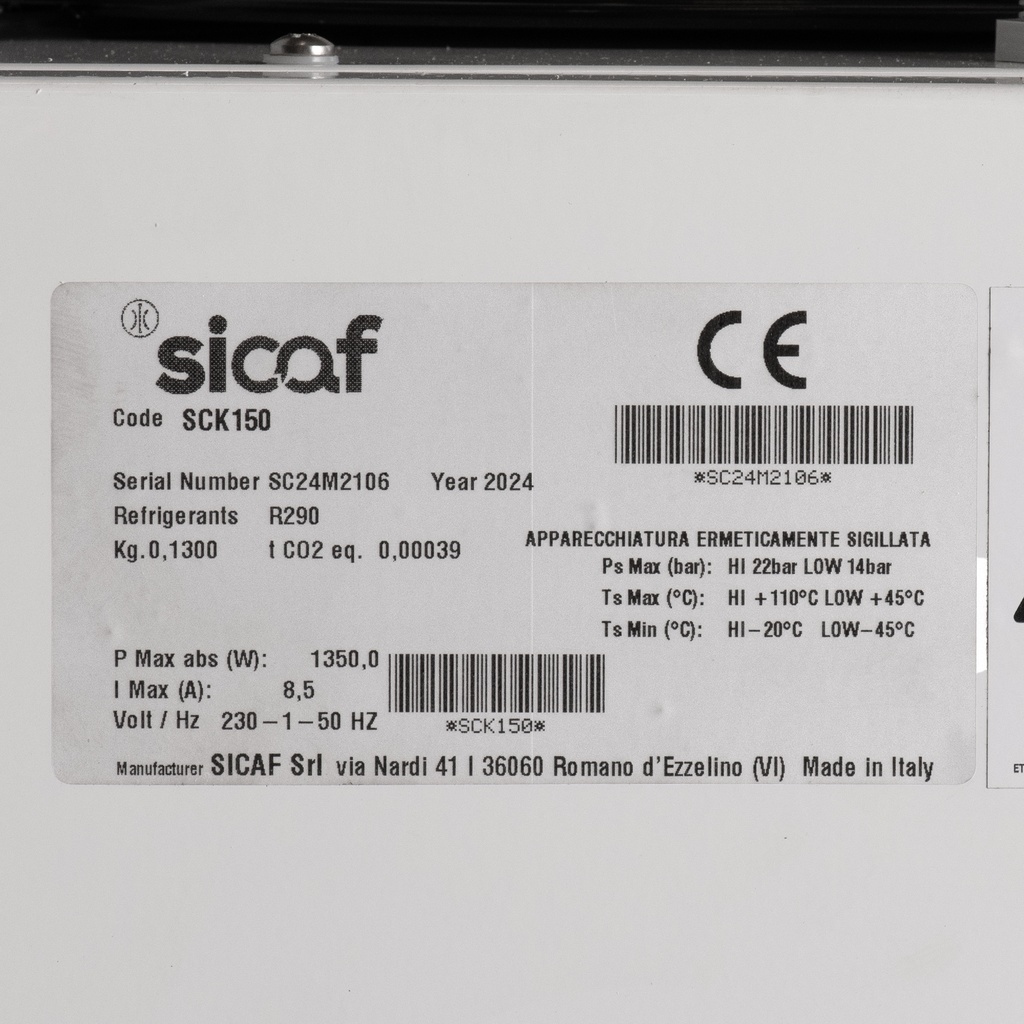 sicaf
CE
Code SCK150
*SC24M2106*
Serial Number SC24M2106 Year 2024
Refrigerants R290
Kg.0,1300 t CO2 eq. 0,00039
APPARECCHIATURA ERMETICAMENTE SIGILLATA
Ps Max (bar): HI 22bar LOW 14bar
Ts Max (°C): HI +110°C LOW +45°C
Ts Min (°C): HI-20°C LOW-45°C
P Max abs (W): 1350,0
I Max (A): 8,5
Volt / Hz 230-1-50 HZ
*SCK150*
Manufacturer SICAF Srl via Nardi 41 I 36060 Romano d'Ezzelino (VI) Made in Italy
ET